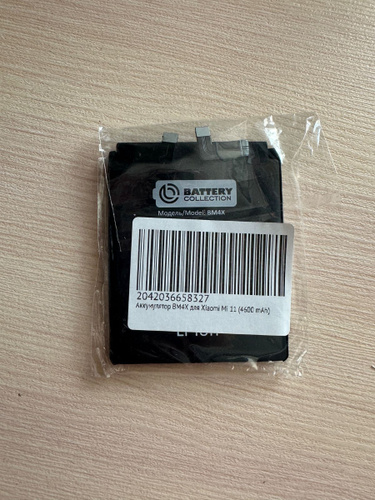 BATTERY
COLLECTION
Модель/Model: BM4X
2042036658327
Аккумулятор BM4X для Xiaomi Mi 11 (4600 mAh)